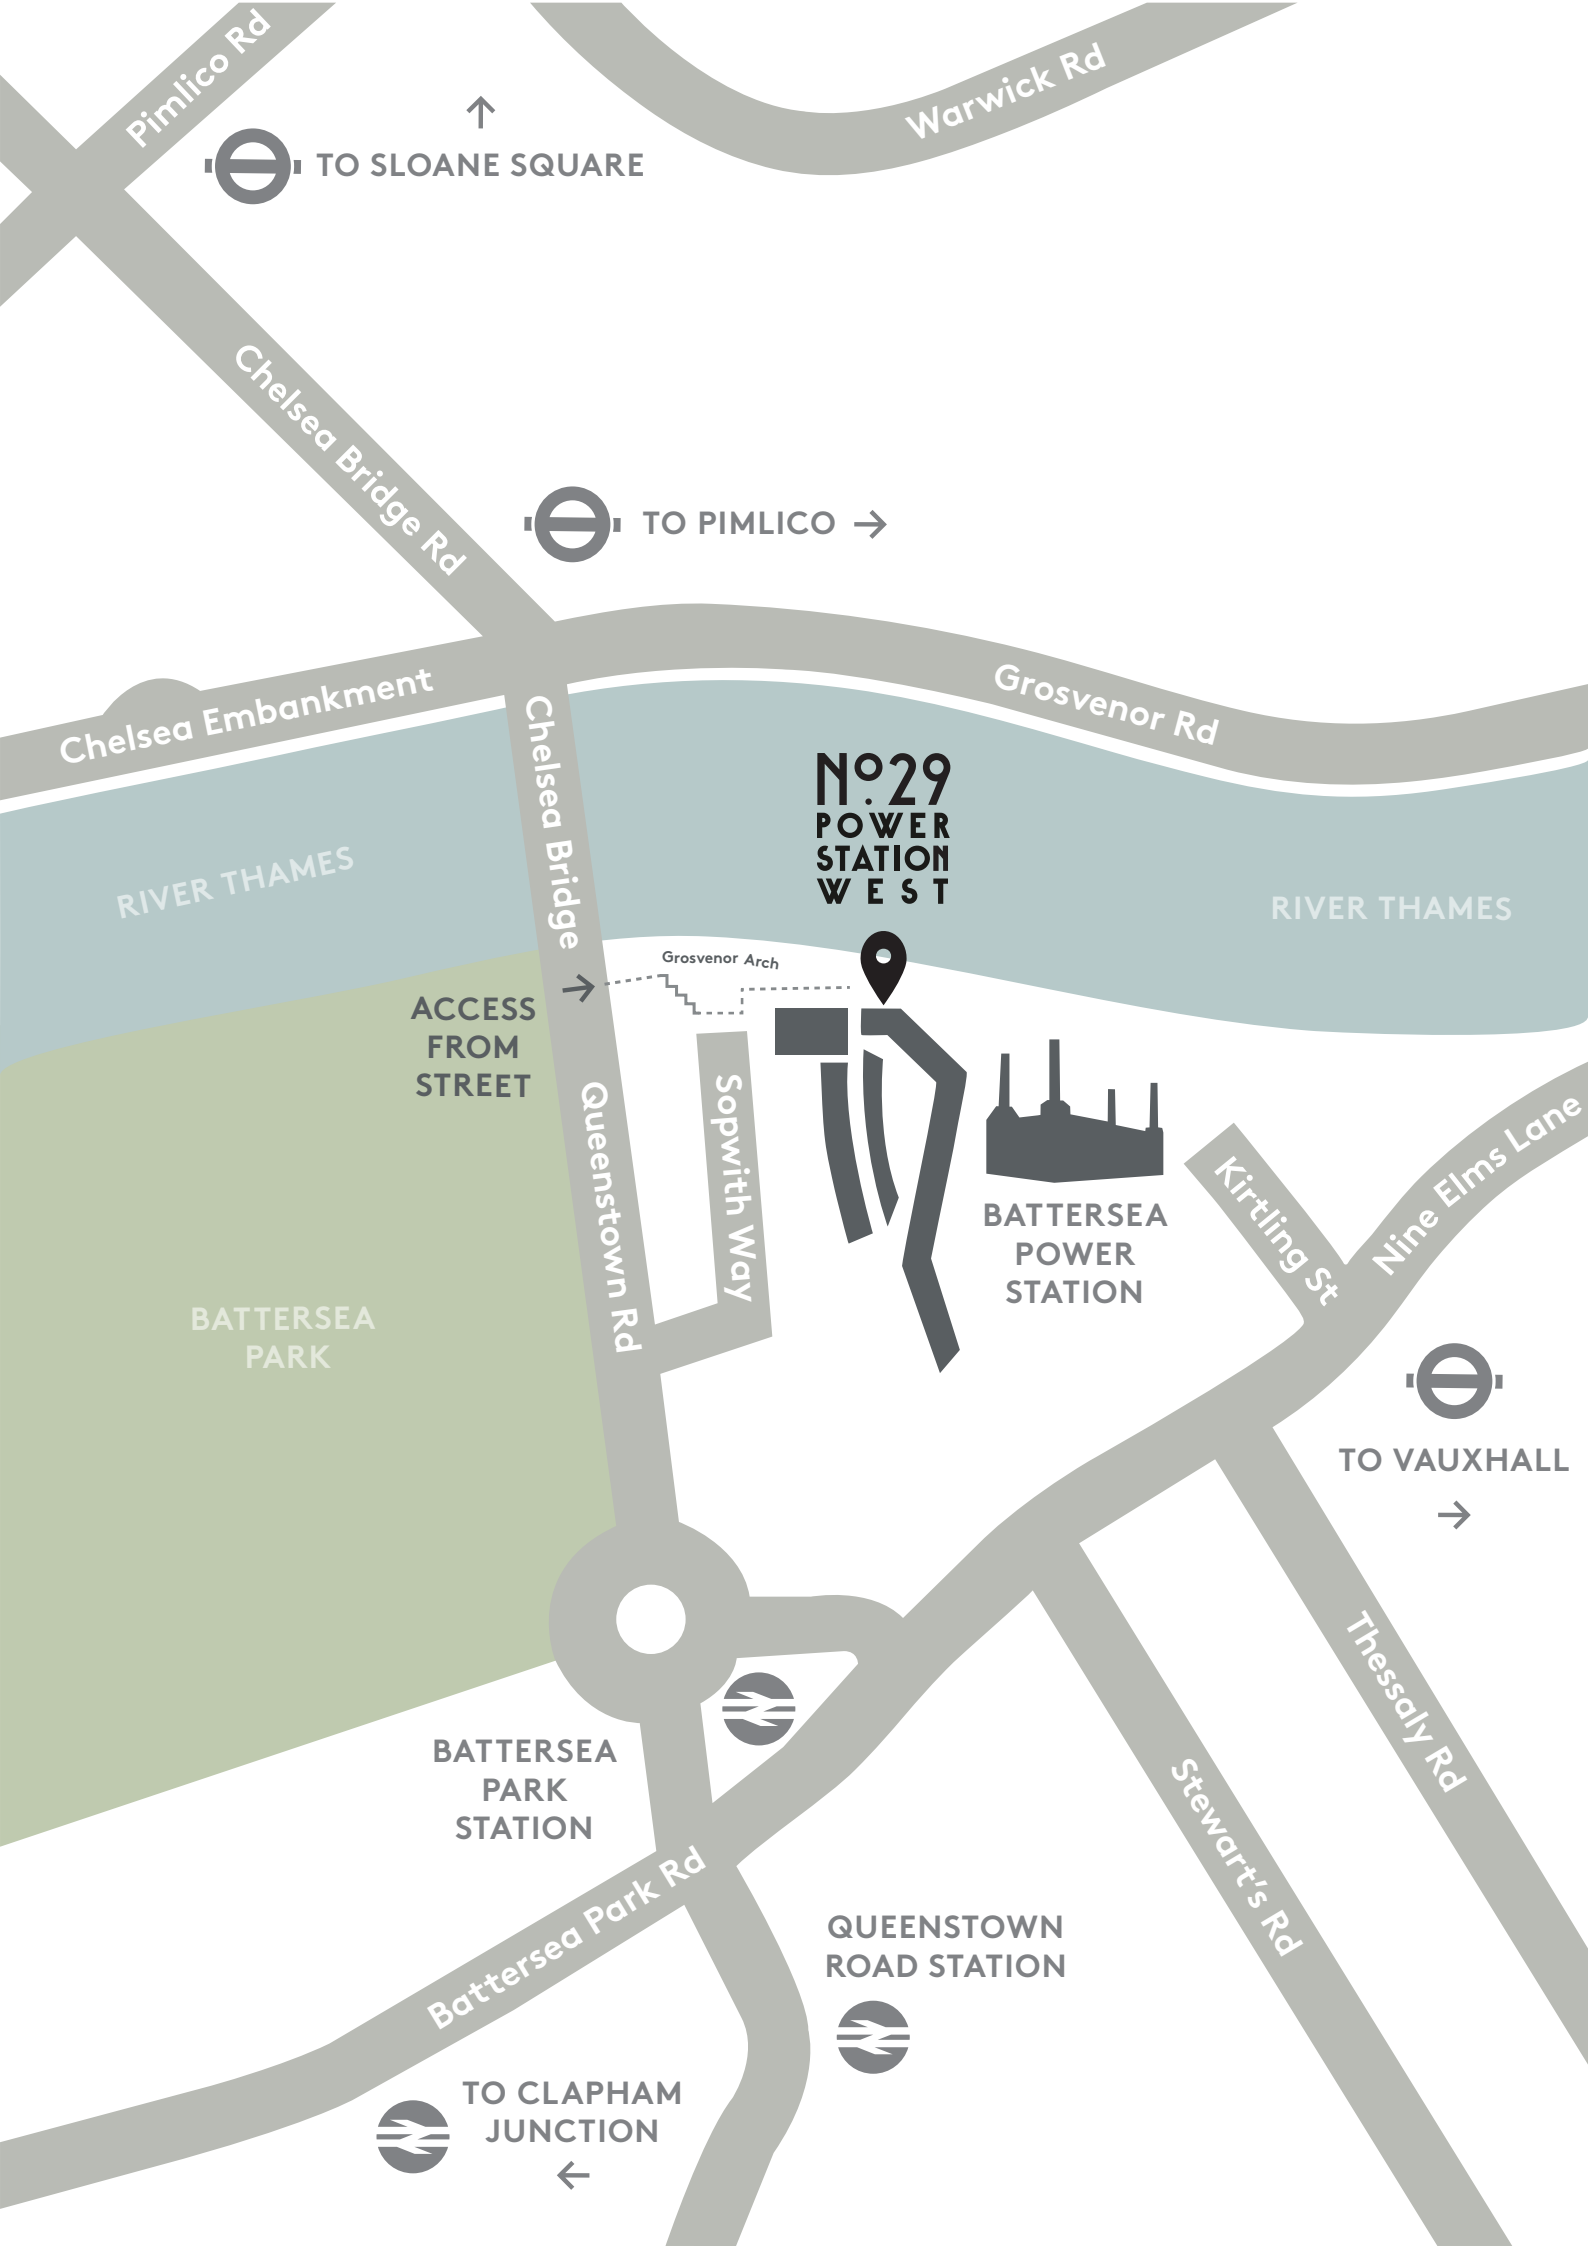 Pimlico Rd
Warwick Rd
TO SLOANE SQUARE
Chelsea Bridge Rd
TO PIMLICO
Chelsea Embankment
Grosvenor Rd
Chelsea Bridge
Nº.29
POWER
STATION
WEST
RIVER THAMES
RIVER THAMES
Grosvenor Arch
ACCESS
FROM
STREET
Queenstown Rd
Sopwith Way
Kirtling St
Nine Elms Lane
BATTERSEA
POWER
STATION
BATTERSEA
PARK
TO VAUXHALL
Thessaly Rd
BATTERSEA
PARK
STATION
Stewart's Rd
Battersea Park Rd
QUEENSTOWN
ROAD STATION
TO CLAPHAM
JUNCTION